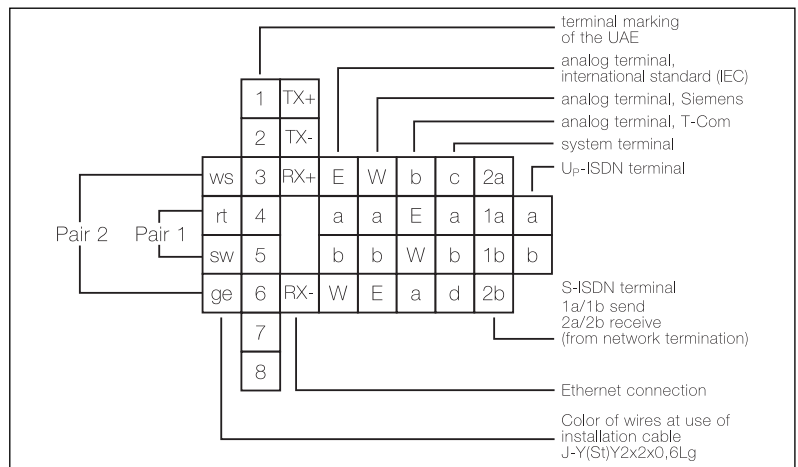 terminal marking
of the UAE
analog terminal,
international standard (IEC)
analog terminal, Siemens
analog terminal, T-Com
system terminal
UP-ISDN terminal
1 TX+
2 TX-
ws 3 RX+ E W b c 2a
rt 4 a a E a 1a a
Pair 2 Pair 1
sw 5 b b W b 1b b
ge 6 RX- W E a d 2b
7
8
S-ISDN terminal
1a/1b send
2a/2b receive
(from network termination)
Ethernet connection
Color of wires at use of
installation cable
J-Y(St)Y2x2x0,6Lg